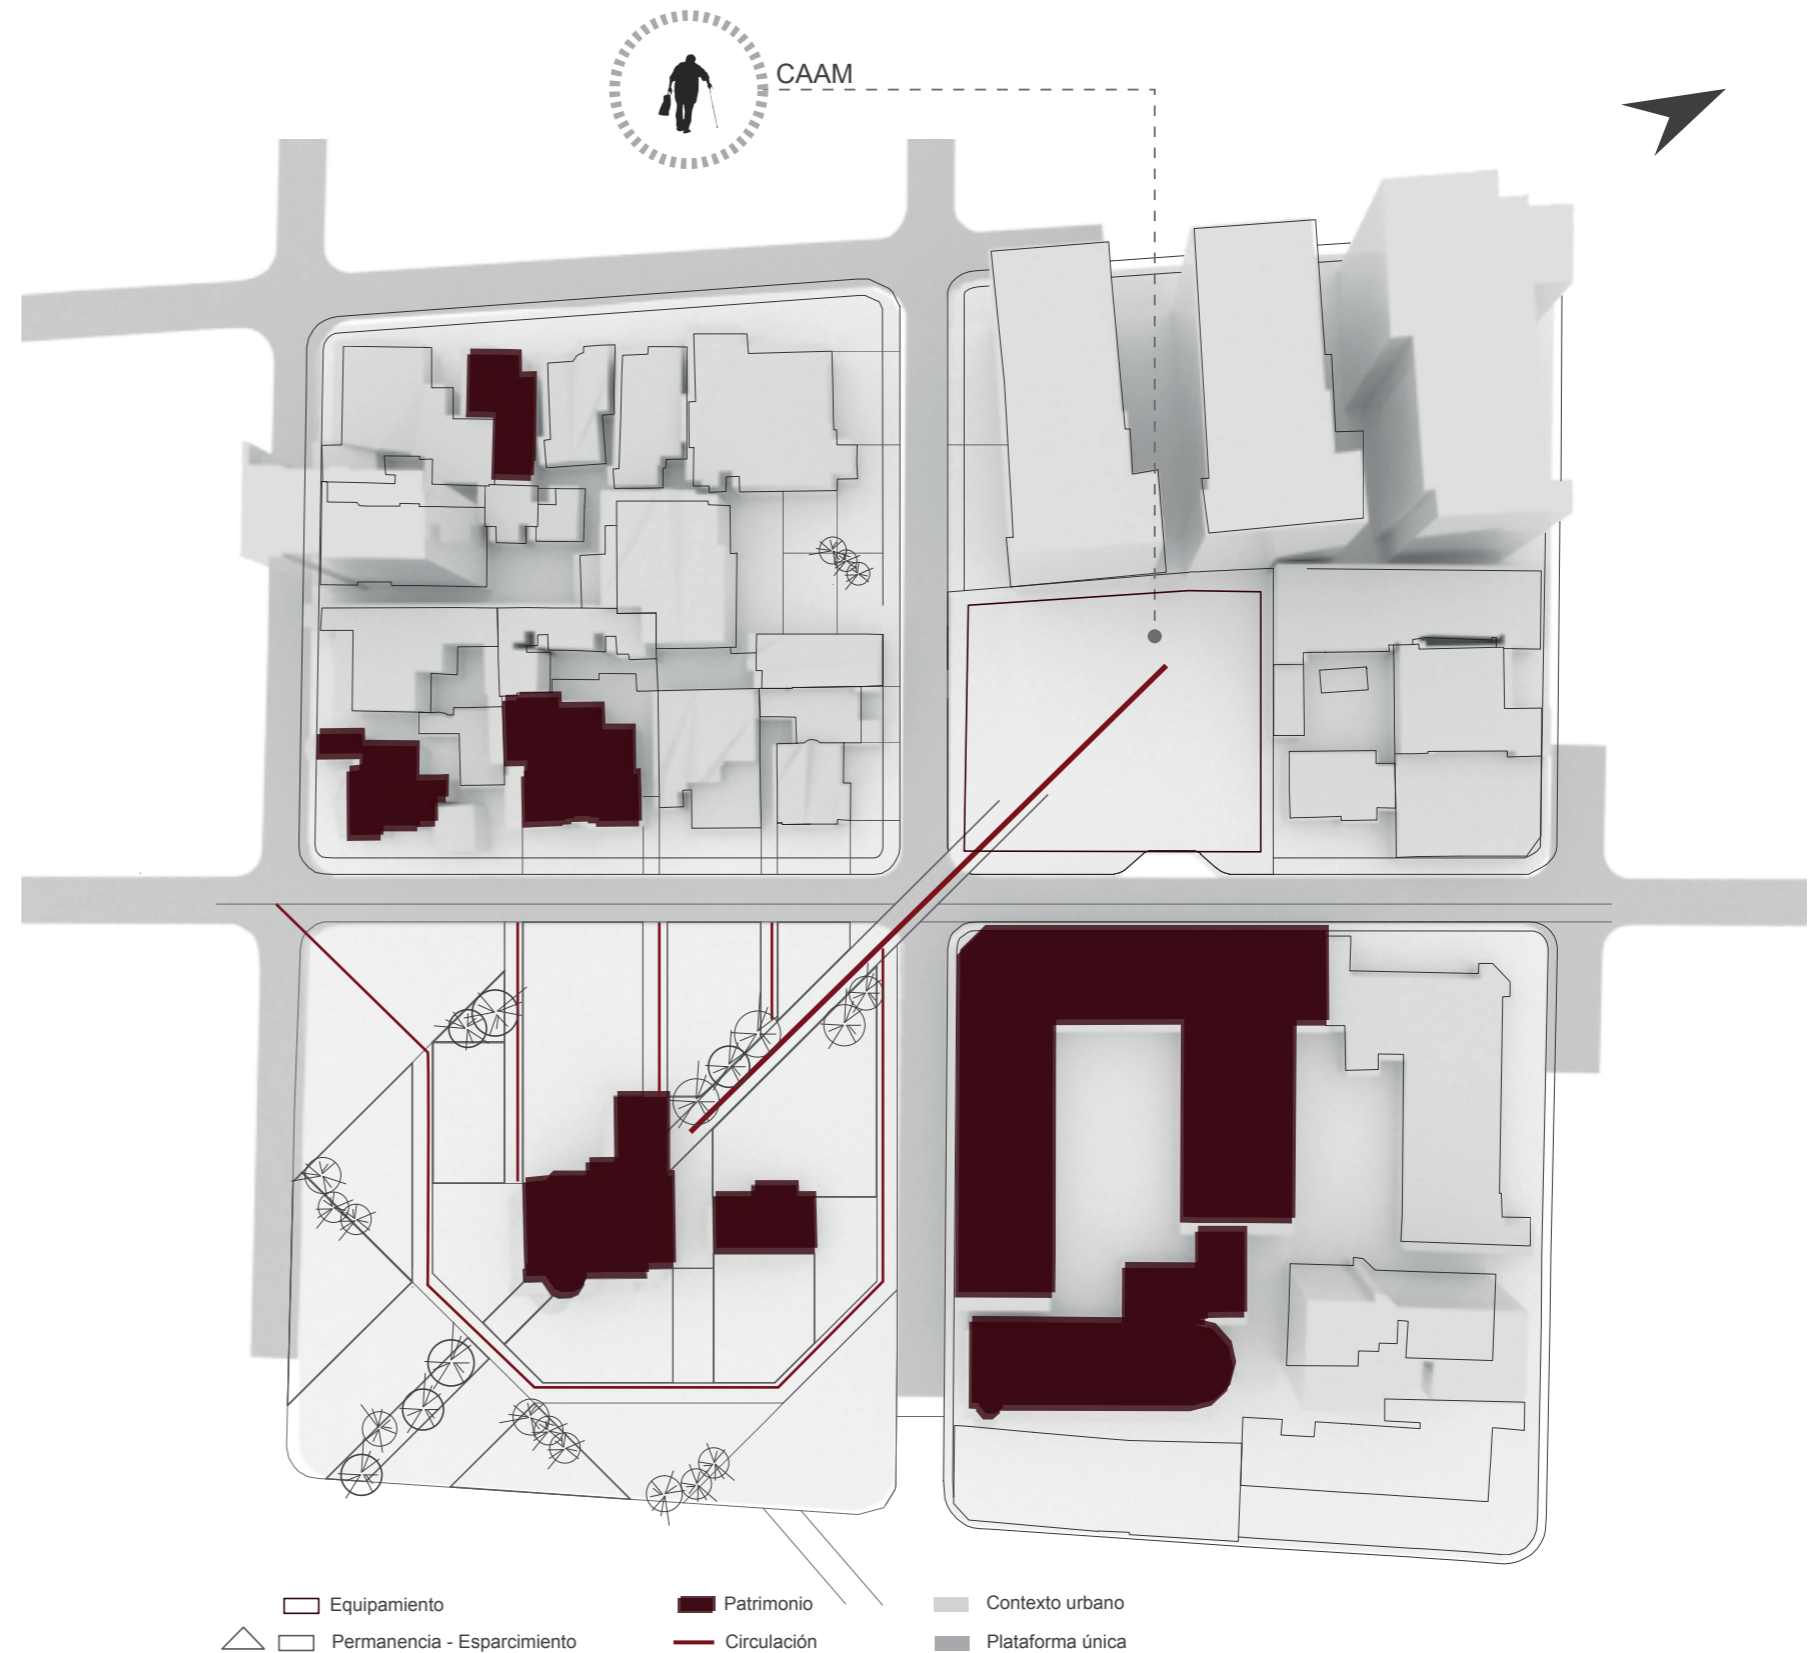 CAAM
Equipamiento
Patrimonio
Contexto urbano
Permanencia - Esparcimiento
Circulación
Plataforma única